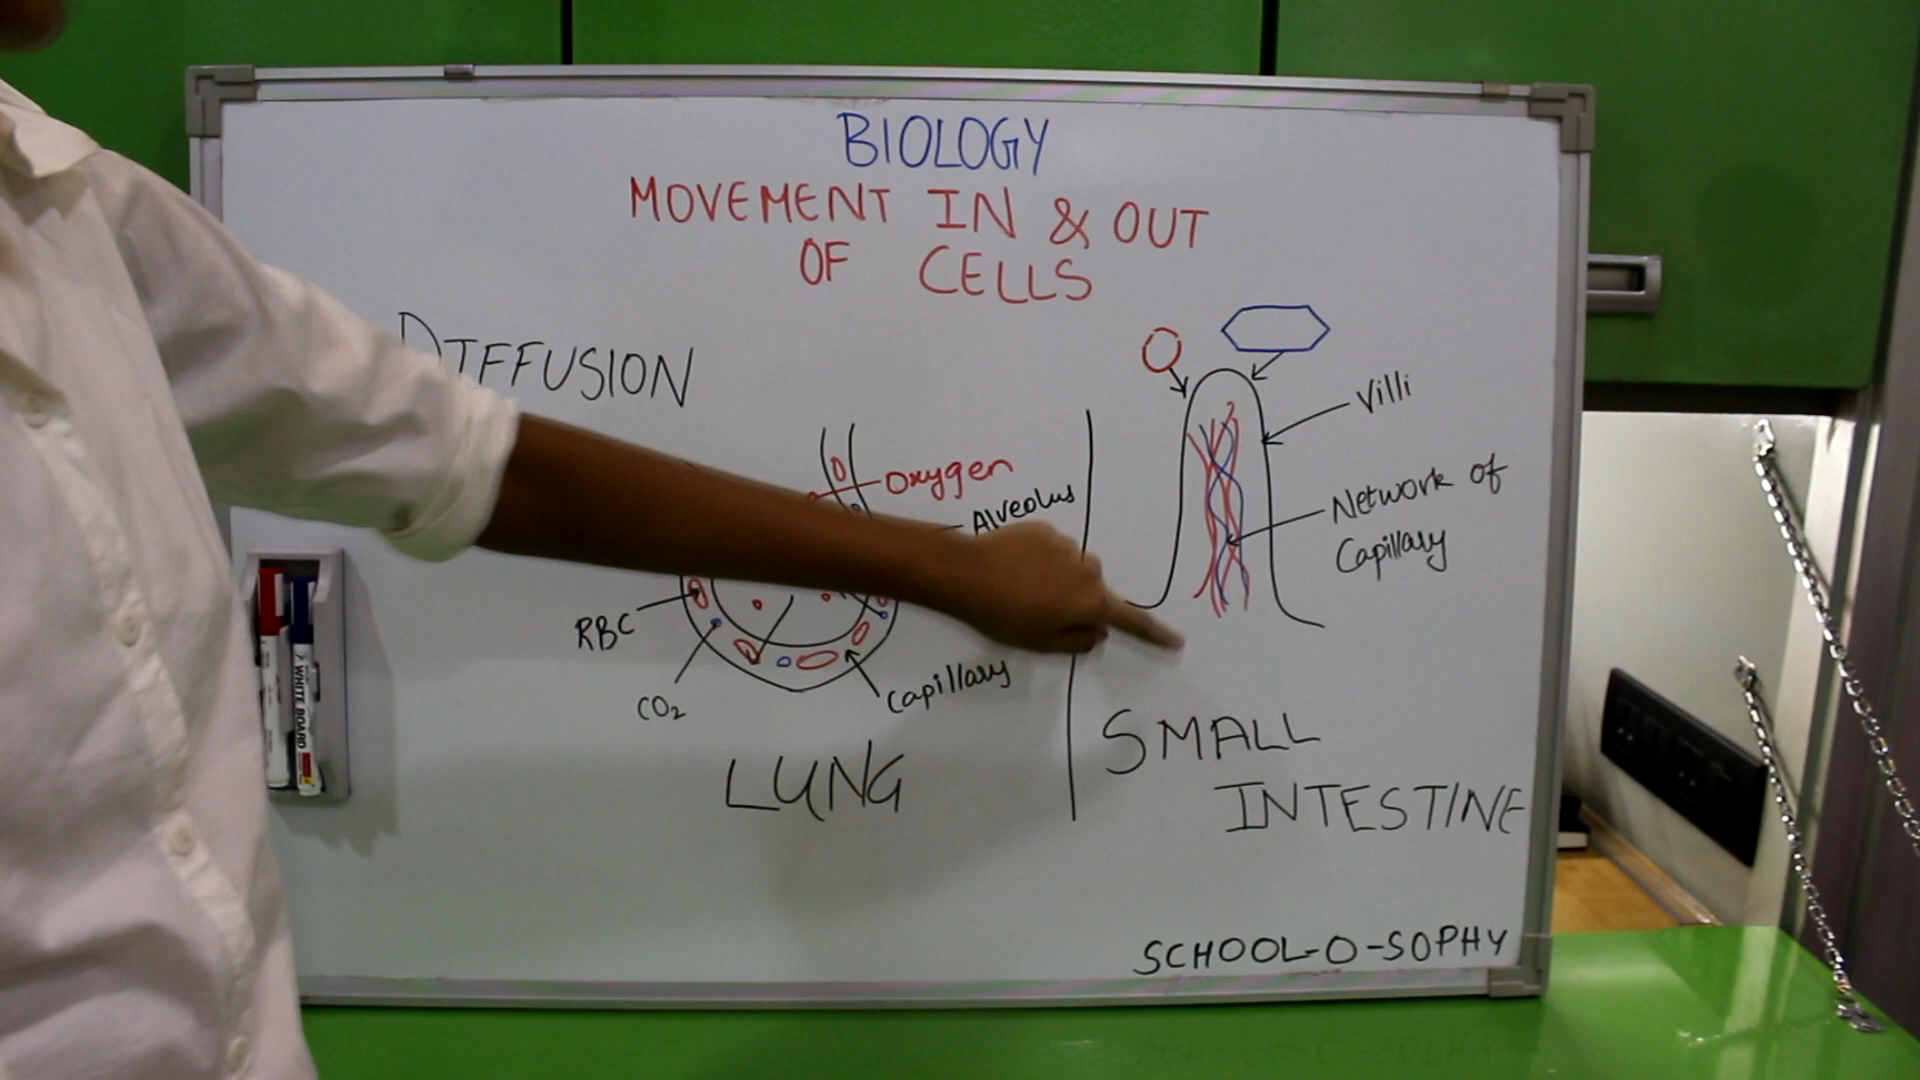 BIOLOGY
MOVEMENT IN & OUT
OF CELLS
DIFFUSION
Oxygen
Alveolus
RBC
CO2
Capillary
LUNG
Villi
Network of
Capillary
SMALL
INTESTINE
SCHOOL-O-SOPHY
WHITE BOARD